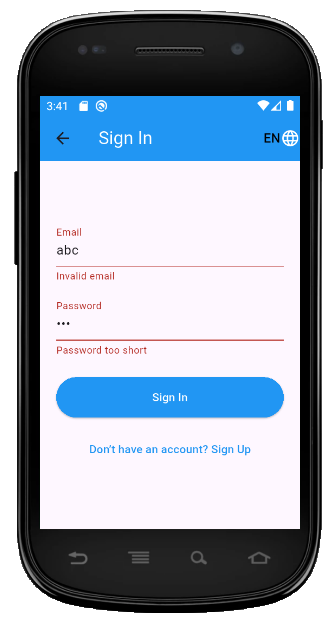 3:41
Sign In
EN
Email
abc
Invalid email
Password
•••
Password too short
Sign In
Don't have an account? Sign Up